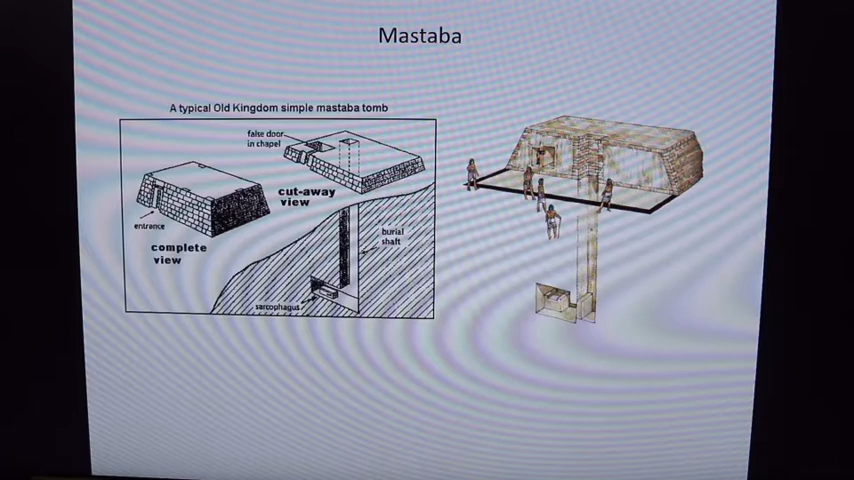 Mastaba
A typical Old Kingdom simple mastaba tomb
false door
in chapel
cut-away
view
entrance
complete
view
burial
shaft
sarcophagus